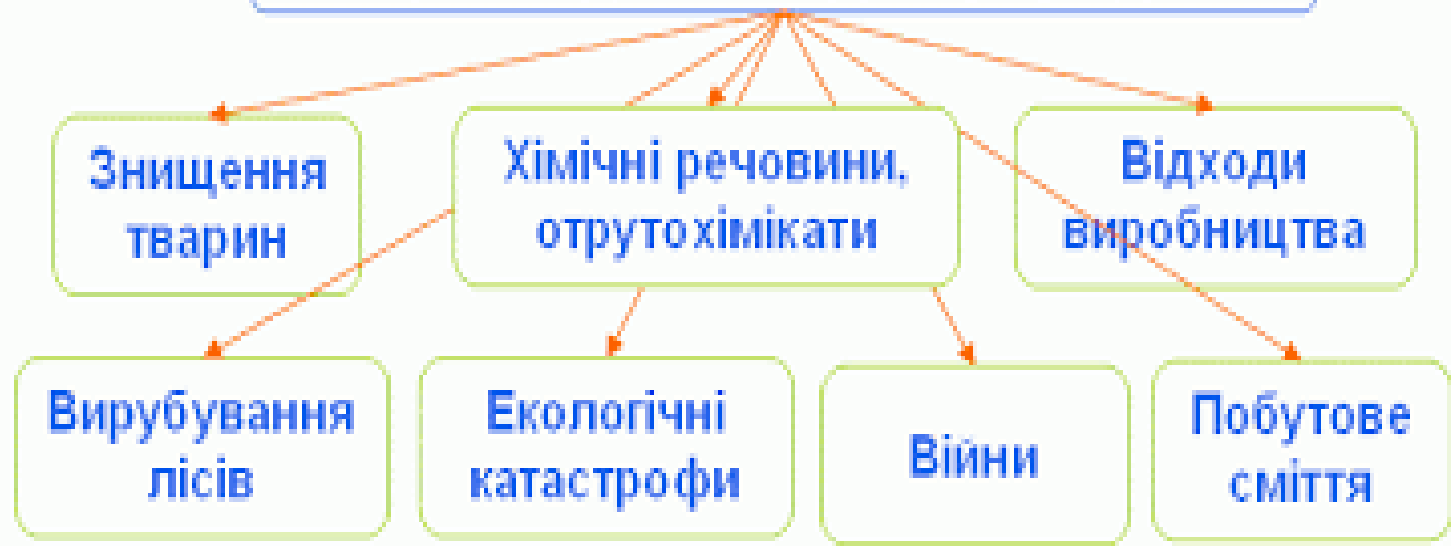 Знищення
тварин
Хімічні речовини,
отрутохімікати
Відходи
виробництва
Вирубування
лісів
Екологічні
катастрофи
Війни
Побутове
сміття